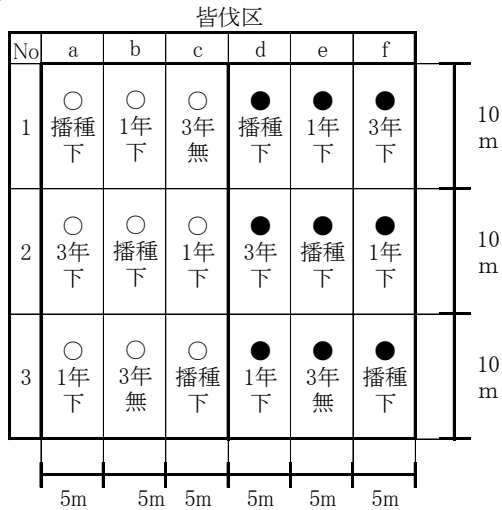 皆伐区
No a b c d e f
○ ○ ○ ● ● ●
1 播種 1年 3年 播種 1年 3年 10
下 下 無 下 下 下 m
○ ○ ○ ● ● ●
2 3年 播種 1年 3年 播種 1年 10
下 下 下 下 下 下 m
○ ○ ○ ● ● ●
3 1年 3年 播種 1年 3年 播種 10
下 無 下 下 無 下 m
5m 5m 5m 5m 5m 5m